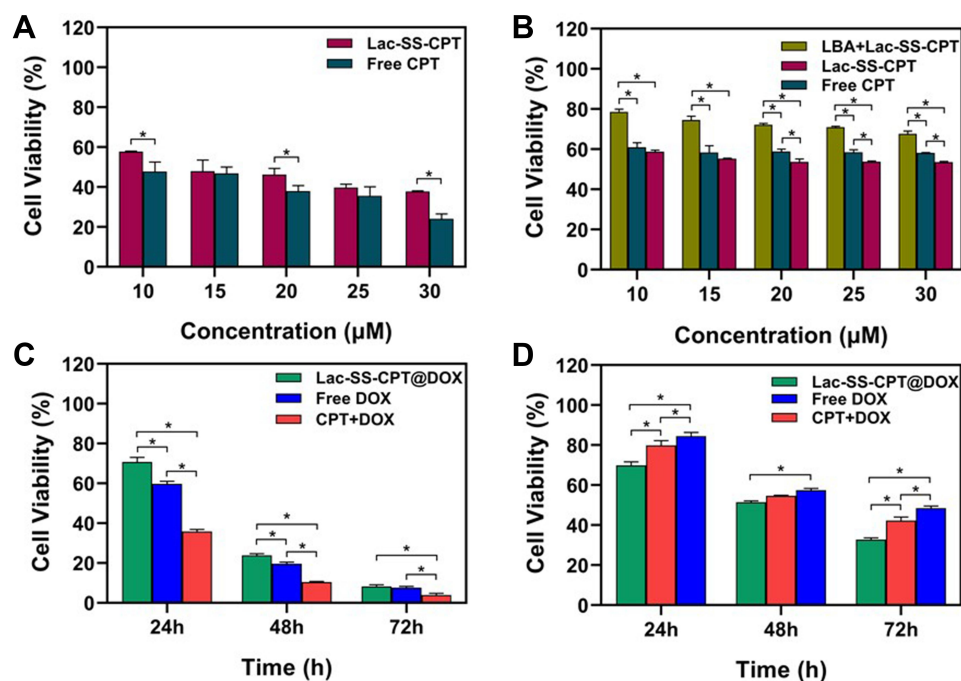 A
Cell Viability (%)
120
100
80
60
40
20
0
Lac-SS-CPT
Free CPT
* * *
10 15 20 25 30
Concentration (µM)
B
Cell Viability (%)
120
100
80
60
40
20
0
LBA+Lac-SS-CPT
Lac-SS-CPT
Free CPT
* * * * * * * * * * * * *
10 15 20 25 30
Concentration (µM)
C
Cell Viability (%)
120
100
80
60
40
20
0
Lac-SS-CPT@DOX
Free DOX
CPT+DOX
* * * * * * * *
24h 48h 72h
Time (h)
D
Cell Viability (%)
120
100
80
60
40
20
0
Lac-SS-CPT@DOX
Free DOX
CPT+DOX
* * * * * * *
24h 48h 72h
Time (h)